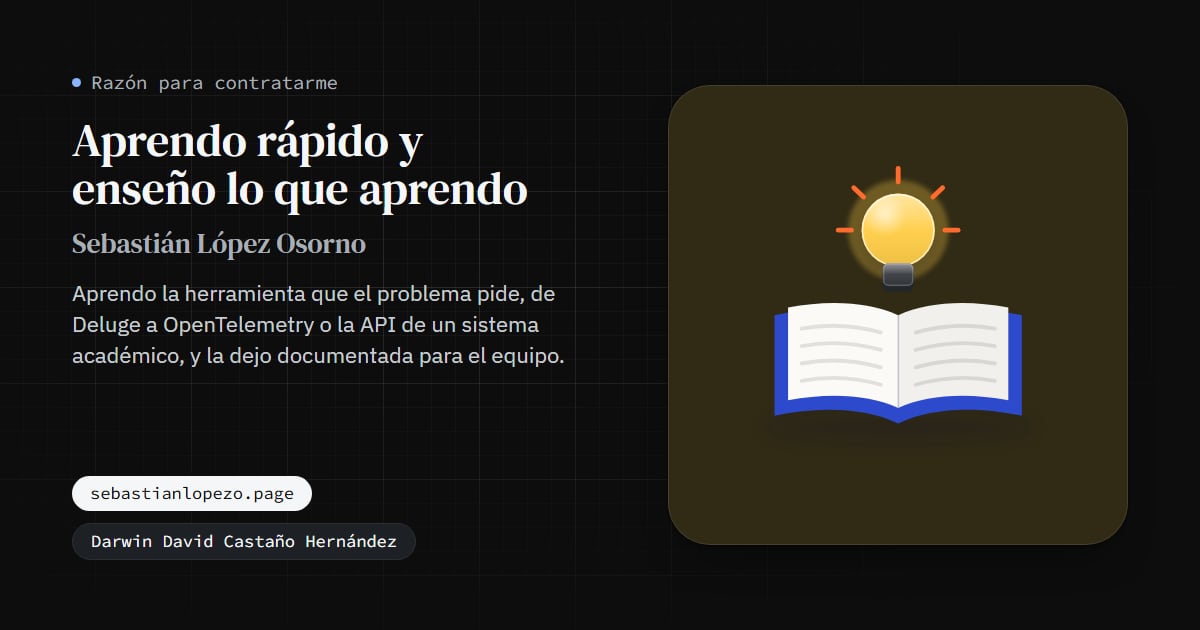 Razón para contratarme
Aprendo rápido y
enseño lo que aprendo
Sebastián López Osorno
Aprendo la herramienta que el problema pide, de
Deluge a OpenTelemetry o la API de un sistema
académico, y la dejo documentada para el equipo.
sebastianlopezo.page
Darwin David Castaño Hernández